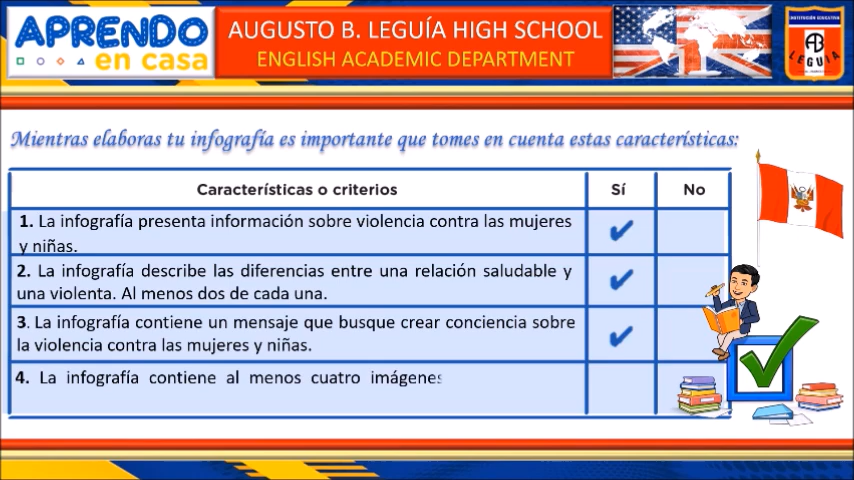 APRENDO
en casa
AUGUSTO B. LEGUÍA HIGH SCHOOL
ENGLISH ACADEMIC DEPARTMENT
INSTITUCIÓN EDUCATIVA
AB
LEGUIA
Mientras elaboras tu infografía es importante que tomes en cuenta estas características:
Características o criterios Sí No
1. La infografía presenta información sobre violencia contra las mujeres
y niñas.
2. La infografía describe las diferencias entre una relación saludable y
una violenta. Al menos dos de cada una.
3. La infografía contiene un mensaje que busque crear conciencia sobre
la violencia contra las mujeres y niñas.
4. La infografía contiene al menos cuatro imágenes